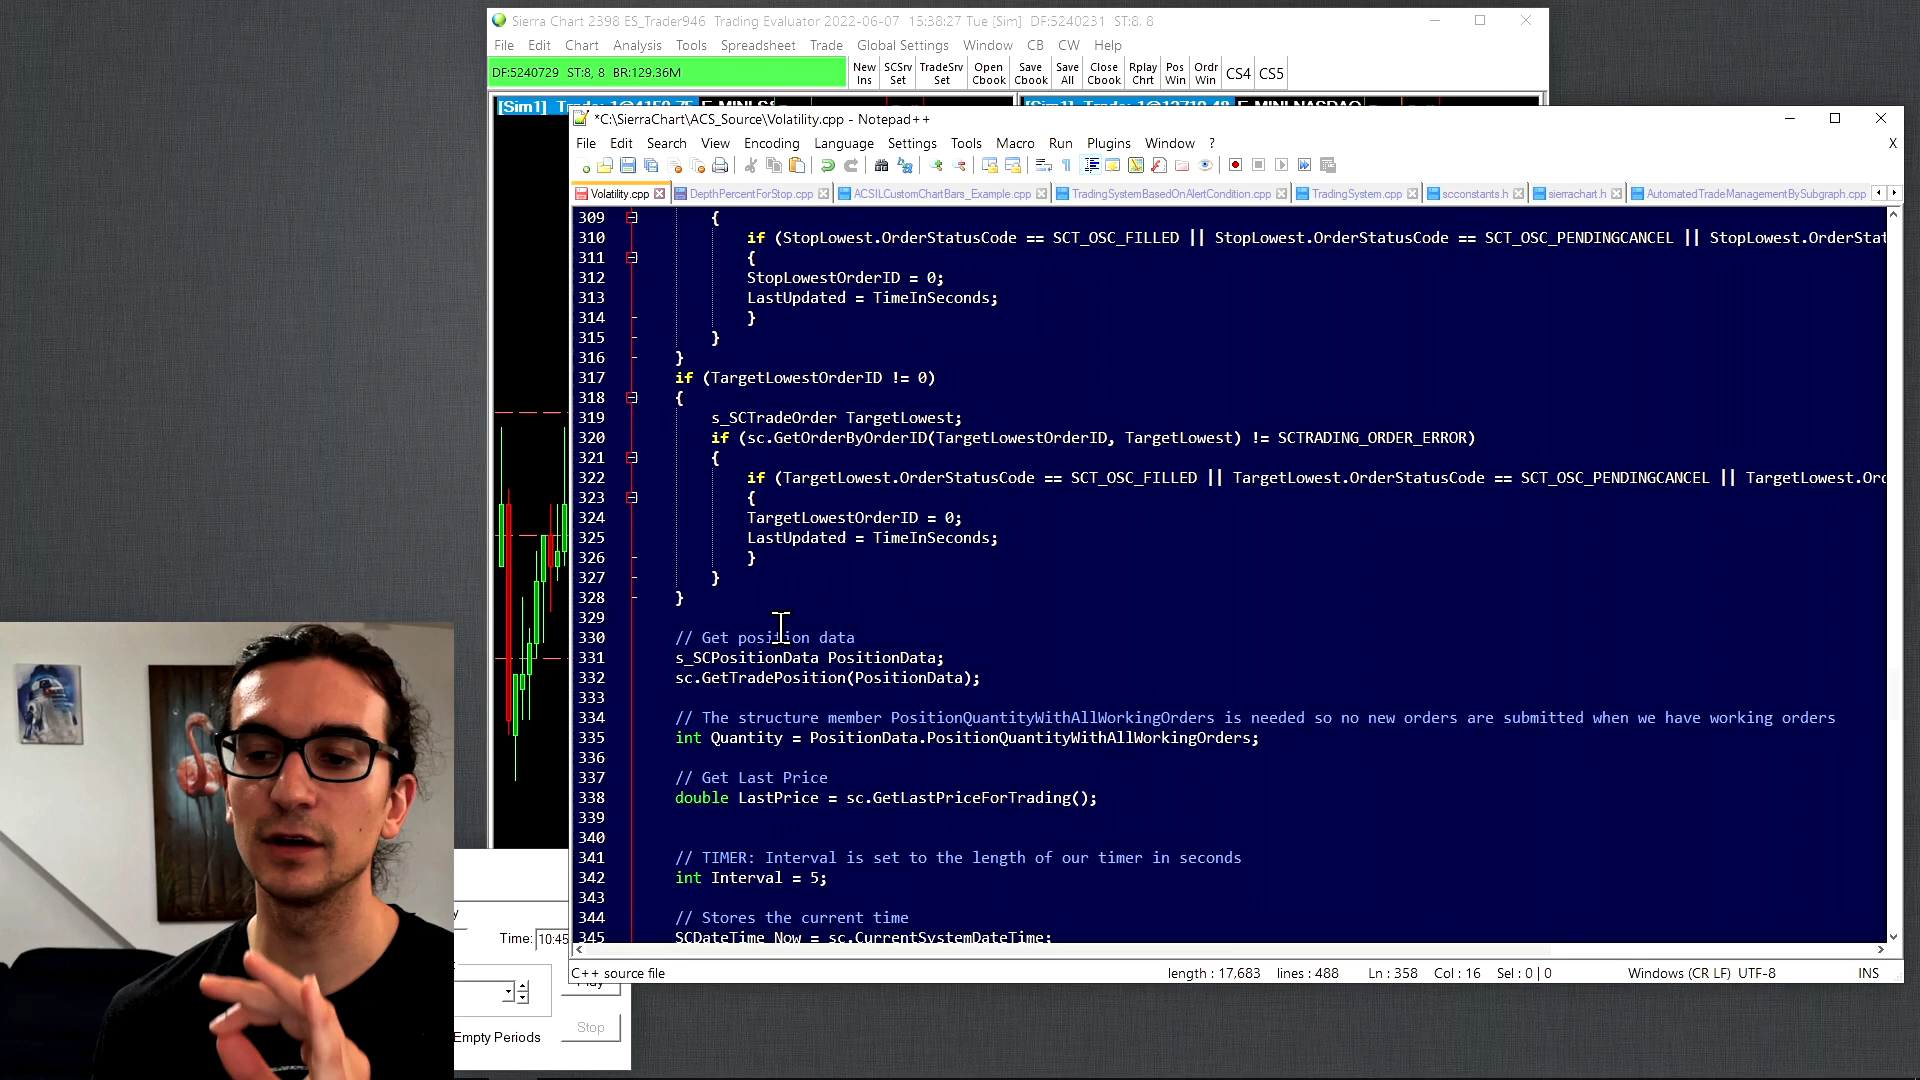 Sierra Chart 2398 ES_Trader946 Trading Evaluator 2022-06-07 15:38:27 Tue [Sim] DF:5240231 ST:8, 8
File Edit Chart Analysis Tools Spreadsheet Trade Global Settings Window CB CW Help
DF:5240729 ST:8, 8 BR:129.36M
New Ins
SCSrv Set
TradeSrv Set
Open Cbook
Save Cbook
Save All
Close Cbook
Rplay Chrt
Pos Win
Ordr Win
CS4 CS5
*C:\SierraChart\ACS_Source\Volatility.cpp - Notepad++
File Edit Search View Encoding Language Settings Tools Macro Run Plugins Window ? X
Volatility.cpp DepthPercentForStop.cpp ACSILCustomChartBars_Example.cpp TradingSystemBasedOnAlertCondition.cpp TradingSystem.cpp scconstants.h sierrachart.h AutomatedTradeManagementBySubgraph.cpp
309 {
310 if (StopLowest.OrderStatusCode == SCT_OSC_FILLED || StopLowest.OrderStatusCode == SCT_OSC_PENDINGCANCEL || StopLowest.OrderStat
311 {
312 StopLowestOrderID = 0;
313 LastUpdated = TimeInSeconds;
314 }
315 }
316 }
317 if (TargetLowestOrderID != 0)
318 {
319 s_SCTradeOrder TargetLowest;
320 if (sc.GetOrderByOrderID(TargetLowestOrderID, TargetLowest) != SCTRADING_ORDER_ERROR)
321 {
322 if (TargetLowest.OrderStatusCode == SCT_OSC_FILLED || TargetLowest.OrderStatusCode == SCT_OSC_PENDINGCANCEL || TargetLowest.Orc
323 {
324 TargetLowestOrderID = 0;
325 LastUpdated = TimeInSeconds;
326 }
327 }
328 }
329
330 // Get position data
331 s_SCPositionData PositionData;
332 sc.GetTradePosition(PositionData);
333
334 // The structure member PositionQuantityWithAllWorkingOrders is needed so no new orders are submitted when we have working orders
335 int Quantity = PositionData.PositionQuantityWithAllWorkingOrders;
336
337 // Get Last Price
338 double LastPrice = sc.GetLastPriceForTrading();
339
340
341 // TIMER: Interval is set to the length of our timer in seconds
342 int Interval = 5;
343
344 // Stores the current time
345 SCDateTime Now = sc.CurrentSystemDateTime;
C++ source file length : 17,683 lines : 488 Ln : 358 Col : 16 Sel : 0 | 0 Windows (CR LF) UTF-8 INS
Time: 10:45
Stop
Empty Periods